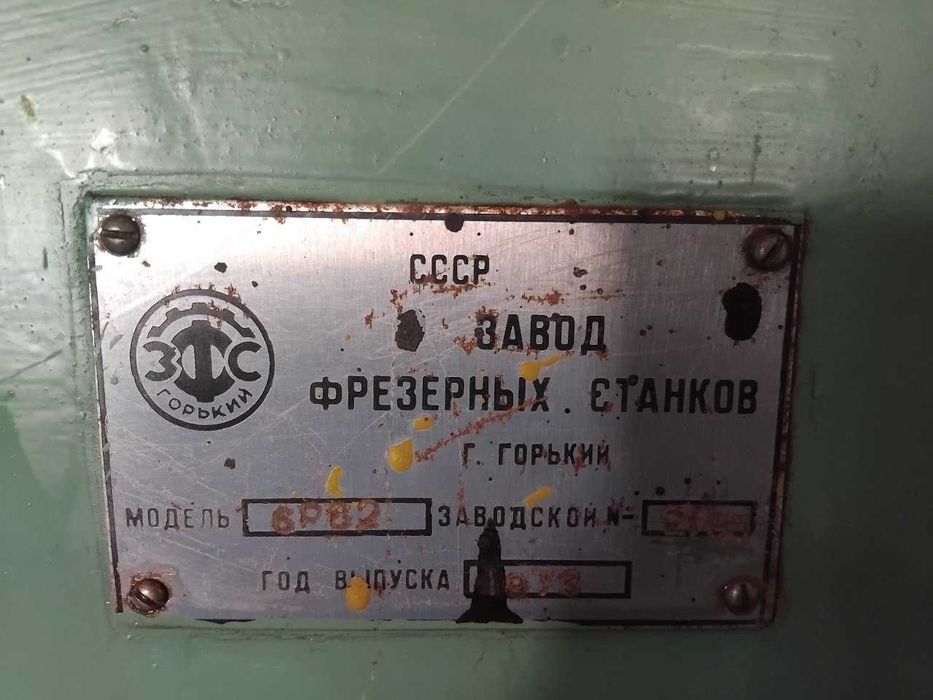 СССР
ЗАВОД
ФРЕЗЕРНЫХ СТАНКОВ
Г. ГОРЬКИЙ
ЗФС
ГОРЬКИЙ
МОДЕЛЬ 6Р82 ЗАВОДСКОЙ №
ГОД ВЫПУСКА